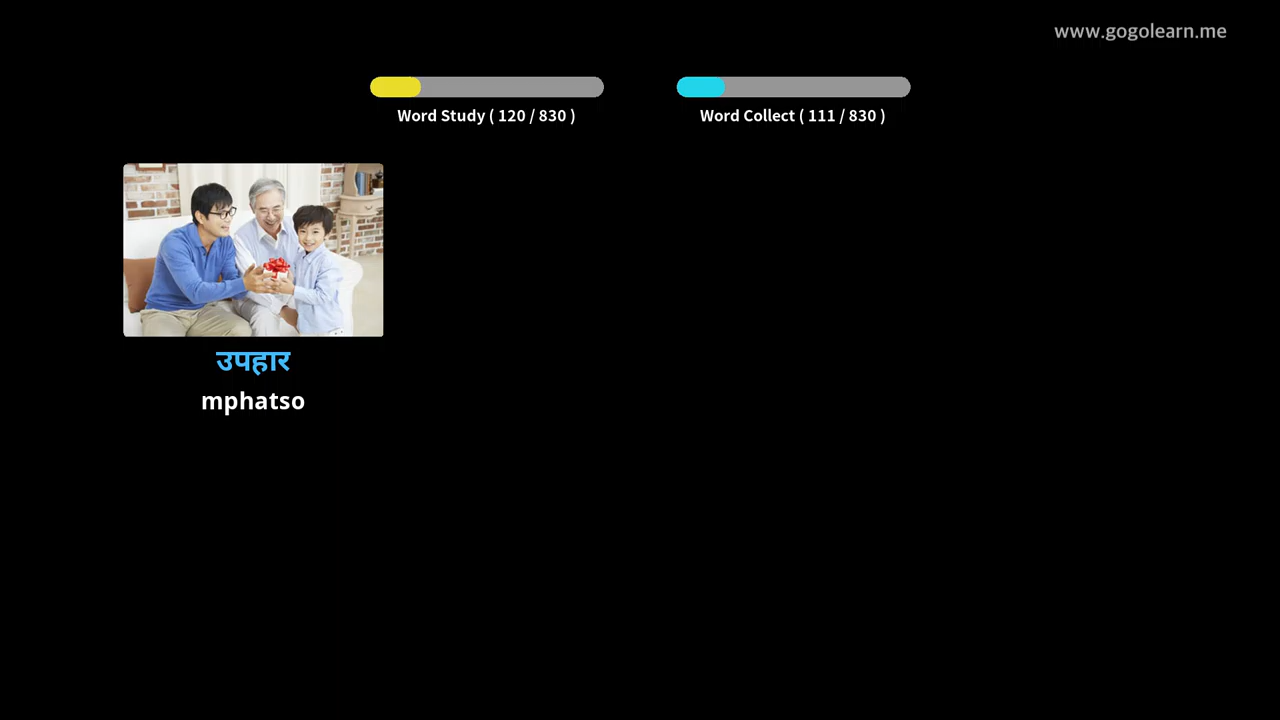 www.gogolearn.me
Word Study ( 120 / 830 )
Word Collect ( 111 / 830 )
उपहार
mphatso